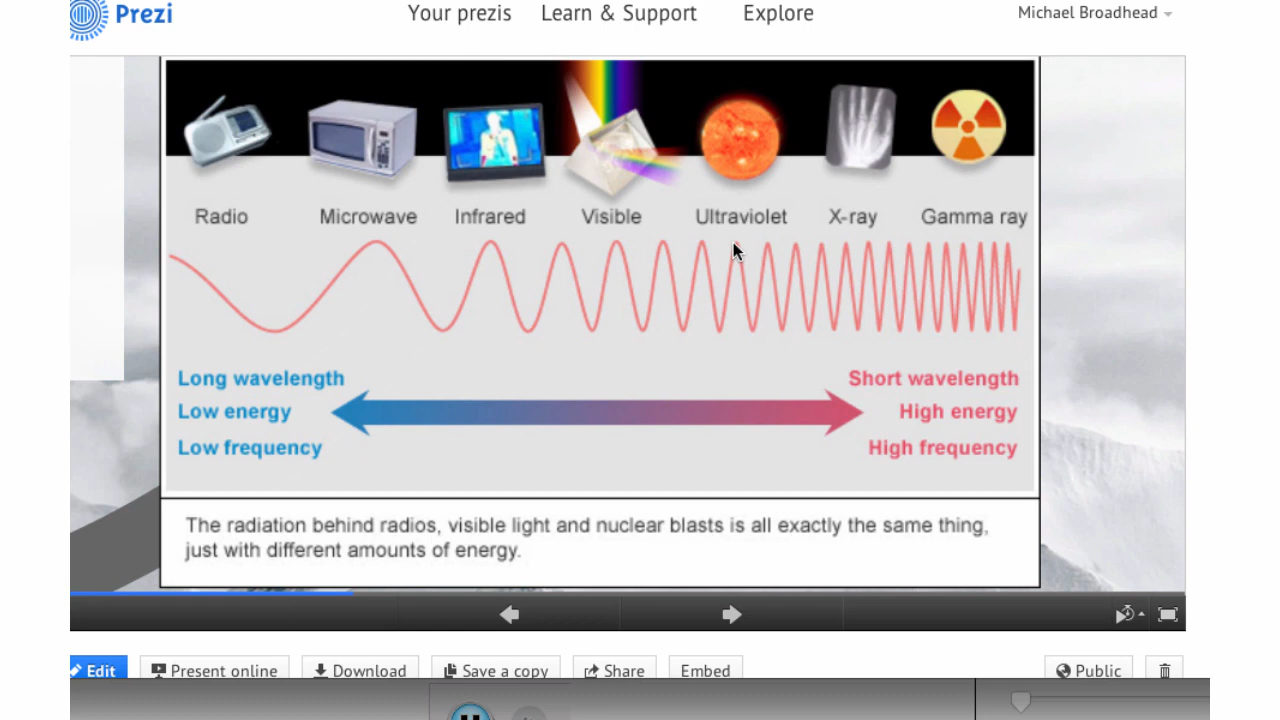 Prezi Your prezis Learn & Support Explore Michael Broadhead
Radio Microwave Infrared Visible Ultraviolet X-ray Gamma ray
Long wavelength Short wavelength
Low energy High energy
Low frequency High frequency
The radiation behind radios, visible light and nuclear blasts is all exactly the same thing,
just with different amounts of energy.
Edit Present online Download Save a copy Share Embed Public